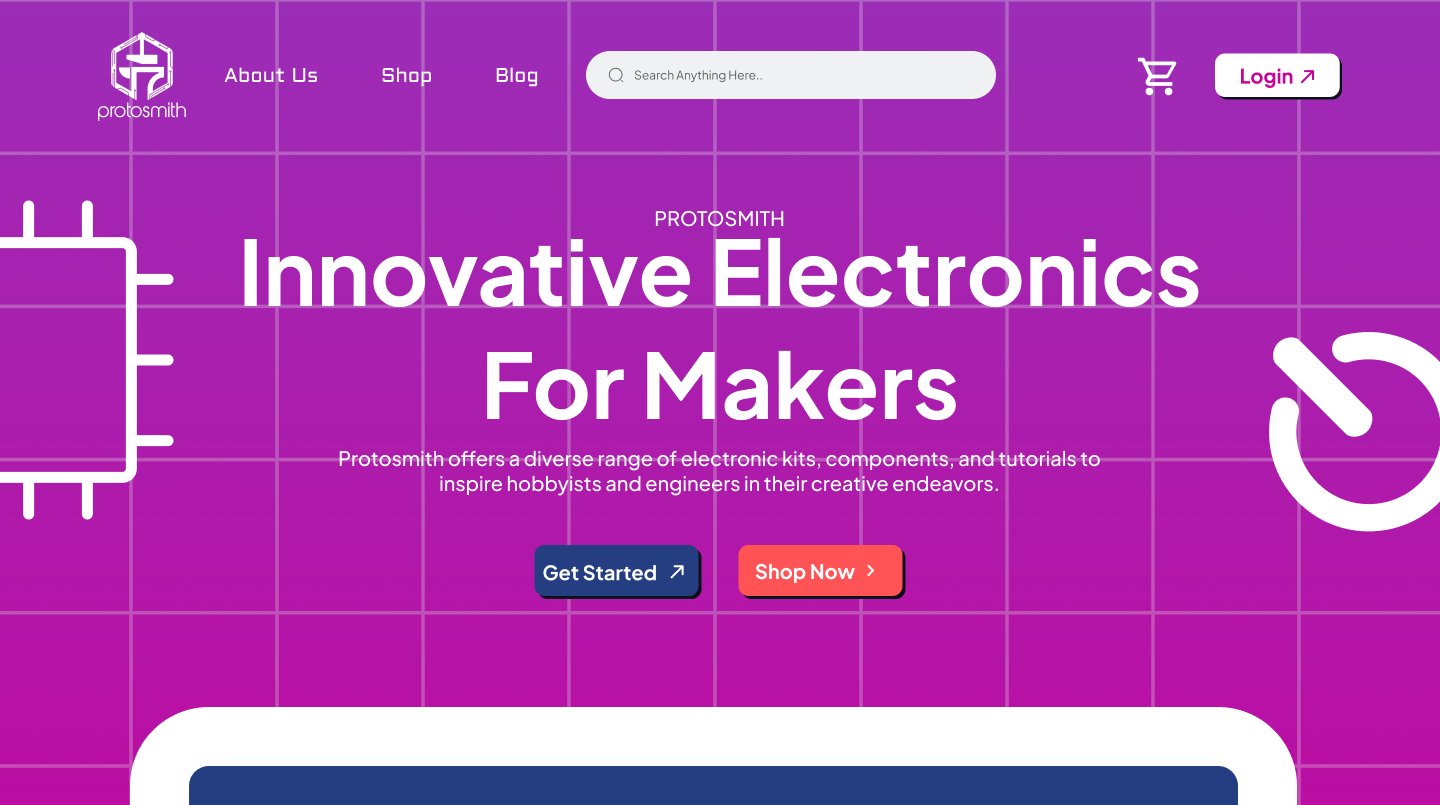 protosmith
About Us
Shop
Blog
Search Anything Here..
Login
PROTOSMITH
Innovative Electronics
For Makers
Protosmith offers a diverse range of electronic kits, components, and tutorials to
inspire hobbyists and engineers in their creative endeavors.
Get Started
Shop Now